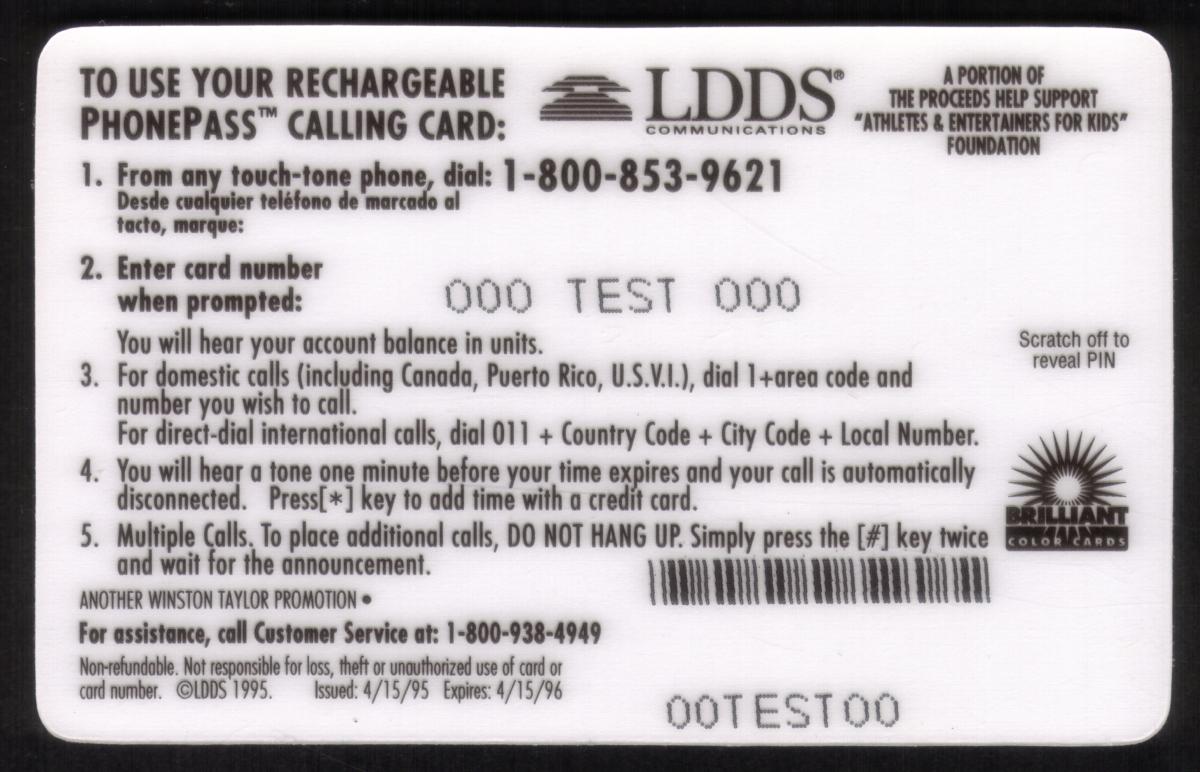 TO USE YOUR RECHARGEABLE
PHONEPASS™ CALLING CARD:
LDDS®
COMMUNICATIONS
A PORTION OF
THE PROCEEDS HELP SUPPORT
"ATHLETES & ENTERTAINERS FOR KIDS"
FOUNDATION
1. From any touch-tone phone, dial: 1-800-853-9621
Desde cualquier teléfono de marcado al
tacto, marque:
2. Enter card number
when prompted:
000 TEST 000
You will hear your account balance in units.
Scratch off to
reveal PIN
3. For domestic calls (including Canada, Puerto Rico, U.S.V.I.), dial 1+area code and
number you wish to call.
For direct-dial international calls, dial 011 + Country Code + City Code + Local Number.
4. You will hear a tone one minute before your time expires and your call is automatically
disconnected. Press[*] key to add time with a credit card.
5. Multiple Calls. To place additional calls, DO NOT HANG UP. Simply press the [#] key twice
and wait for the announcement.
BRILLIANT
COLOR CARDS
ANOTHER WINSTON TAYLOR PROMOTION •
For assistance, call Customer Service at: 1-800-938-4949
Non-refundable. Not responsible for loss, theft or unauthorized use of card or
card number. ©LDDS 1995. Issued: 4/15/95 Expires: 4/15/96
00TEST00